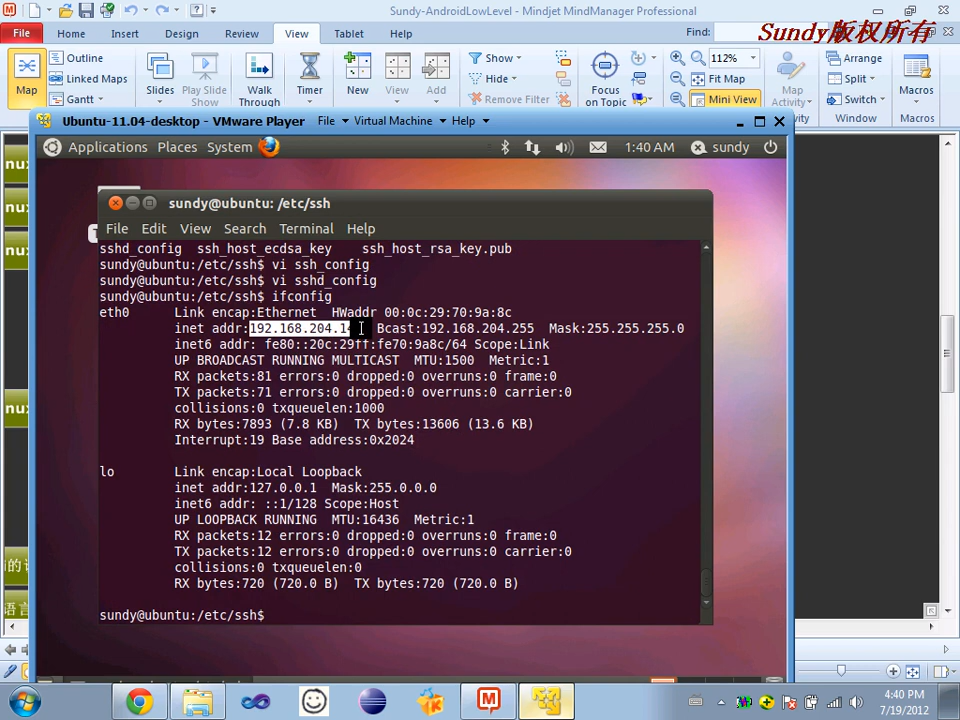 Sundy-AndroidLowLevel - Mindjet MindManager Professional
File Home Insert Design Review View Tablet Help Find:
Sundy版权所有
Map
Outline
Linked Maps
Gantt
Slides
Play Slide Show
Walk Through
Timer
New
View
Add
Show
Hide
Remove Filter
Focus on Topic
112%
Fit Map
Mini View
Map Activity
Arrange
Split
Switch
Window
Macros
Macros
Ubuntu-11.04-desktop - VMware Player File Virtual Machine Help
Applications Places System 1:40 AM sundy
sundy@ubuntu: /etc/ssh
File Edit View Search Terminal Help
sshd_config ssh_host_ecdsa_key ssh_host_rsa_key.pub
sundy@ubuntu:/etc/ssh$ vi ssh_config
sundy@ubuntu:/etc/ssh$ vi sshd_config
sundy@ubuntu:/etc/ssh$ ifconfig
eth0 Link encap:Ethernet HWaddr 00:0c:29:70:9a:8c
inet addr:192.168.204.14 Bcast:192.168.204.255 Mask:255.255.255.0
inet6 addr: fe80::20c:29ff:fe70:9a8c/64 Scope:Link
UP BROADCAST RUNNING MULTICAST MTU:1500 Metric:1
RX packets:81 errors:0 dropped:0 overruns:0 frame:0
TX packets:71 errors:0 dropped:0 overruns:0 carrier:0
collisions:0 txqueuelen:1000
RX bytes:7893 (7.8 KB) TX bytes:13606 (13.6 KB)
Interrupt:19 Base address:0x2024
lo Link encap:Local Loopback
inet addr:127.0.0.1 Mask:255.0.0.0
inet6 addr: ::1/128 Scope:Host
UP LOOPBACK RUNNING MTU:16436 Metric:1
RX packets:12 errors:0 dropped:0 overruns:0 frame:0
TX packets:12 errors:0 dropped:0 overruns:0 carrier:0
collisions:0 txqueuelen:0
RX bytes:720 (720.0 B) TX bytes:720 (720.0 B)
sundy@ubuntu:/etc/ssh$
nux
nux
nux
nux
语言
4:40 PM
7/19/2012